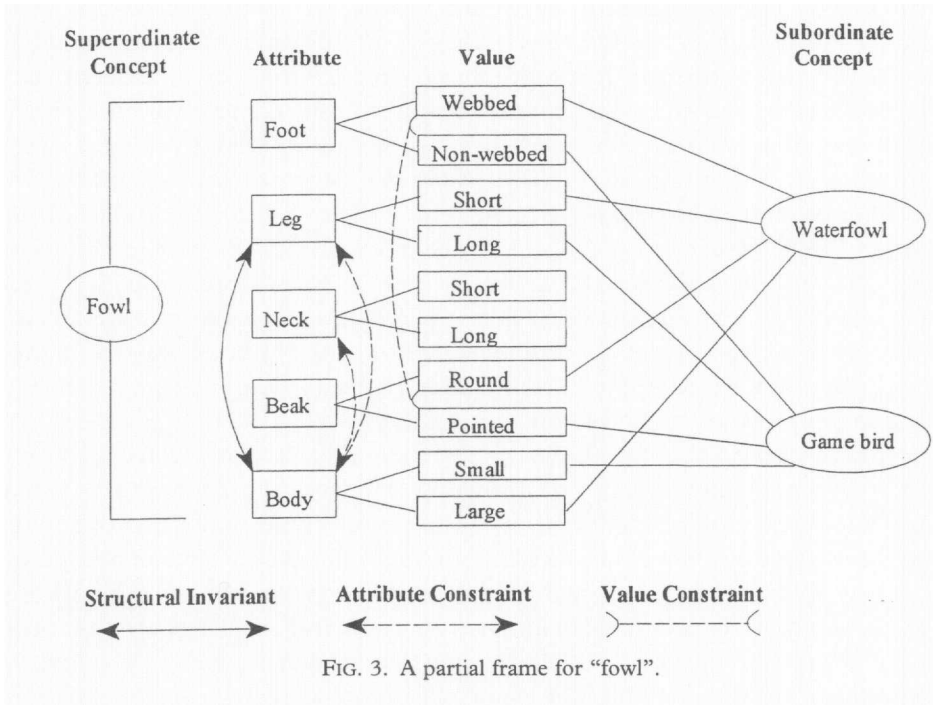 Superordinate
Concept
Attribute
Value
Subordinate
Concept
Fowl
Foot
Leg
Neck
Beak
Body
Webbed
Non-webbed
Short
Long
Short
Long
Round
Pointed
Small
Large
Waterfowl
Game bird
Structural Invariant
Attribute Constraint
Value Constraint
FIG. 3. A partial frame for “fowl”.